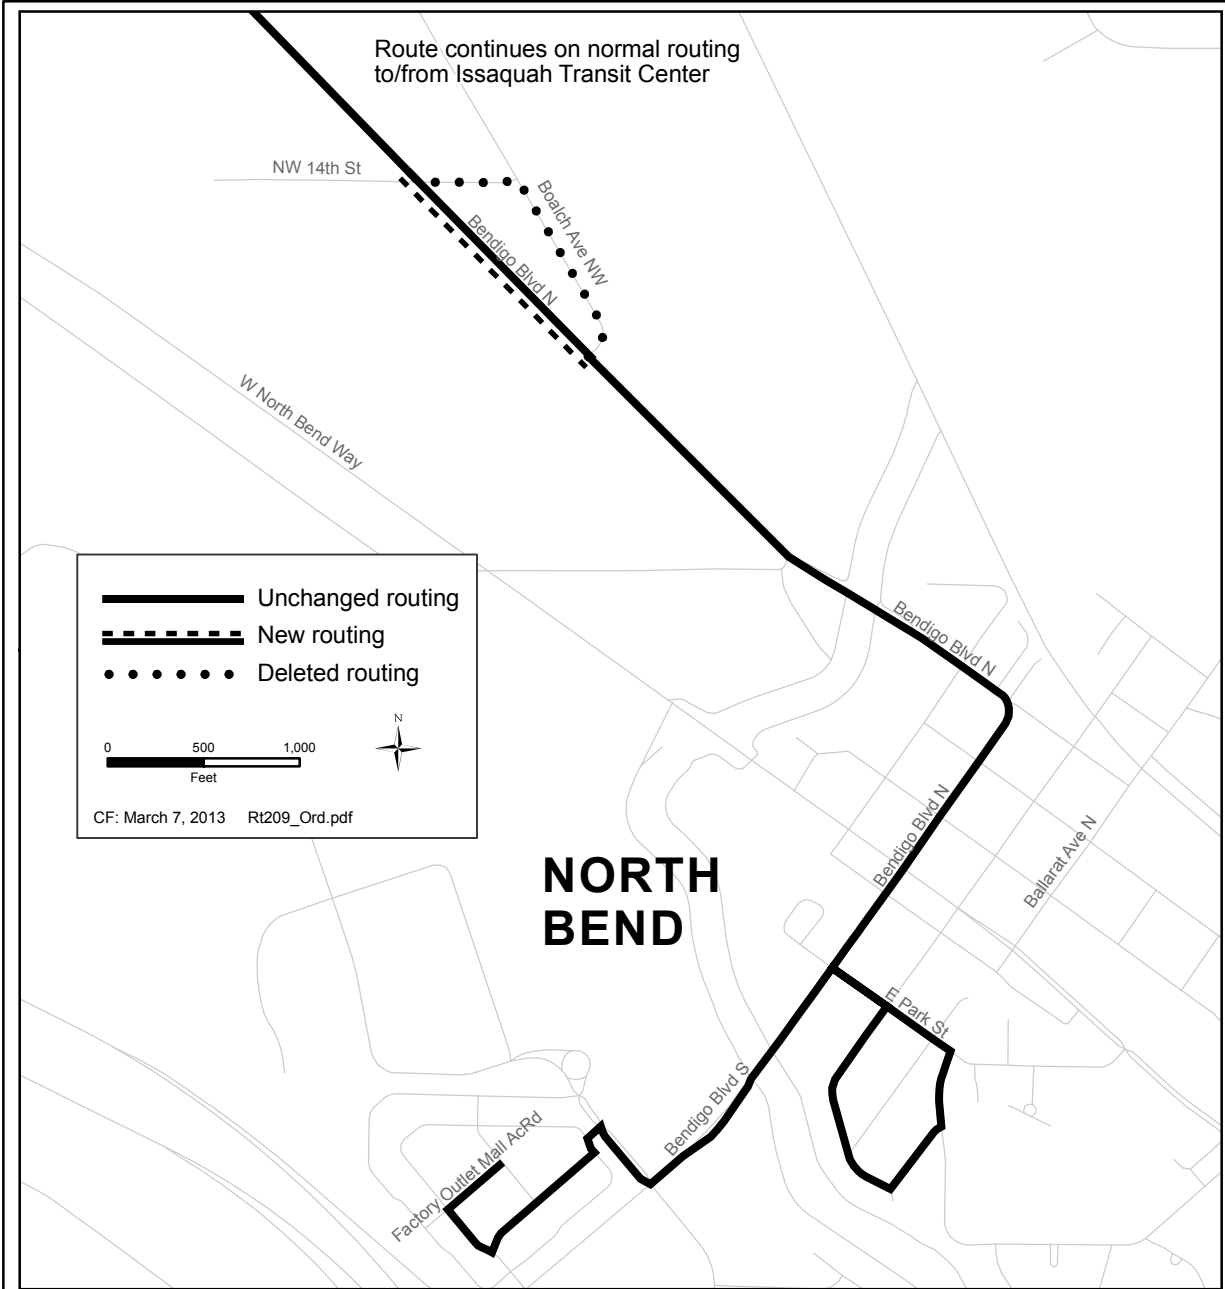 Route continues on normal routing
to/from Issaquah Transit Center
NW 14th St
Boalch Ave NW
Bendigo Blvd N
W North Bend Way
Unchanged routing
New routing
Deleted routing
0 500 1,000
Feet
N
CF: March 7, 2013 Rt209_Ord.pdf
Bendigo Blvd N
Bendigo Blvd N
Ballarat Ave N
NORTH
BEND
E Park St
Bendigo Blvd S
Factory Outlet Mall AcRd